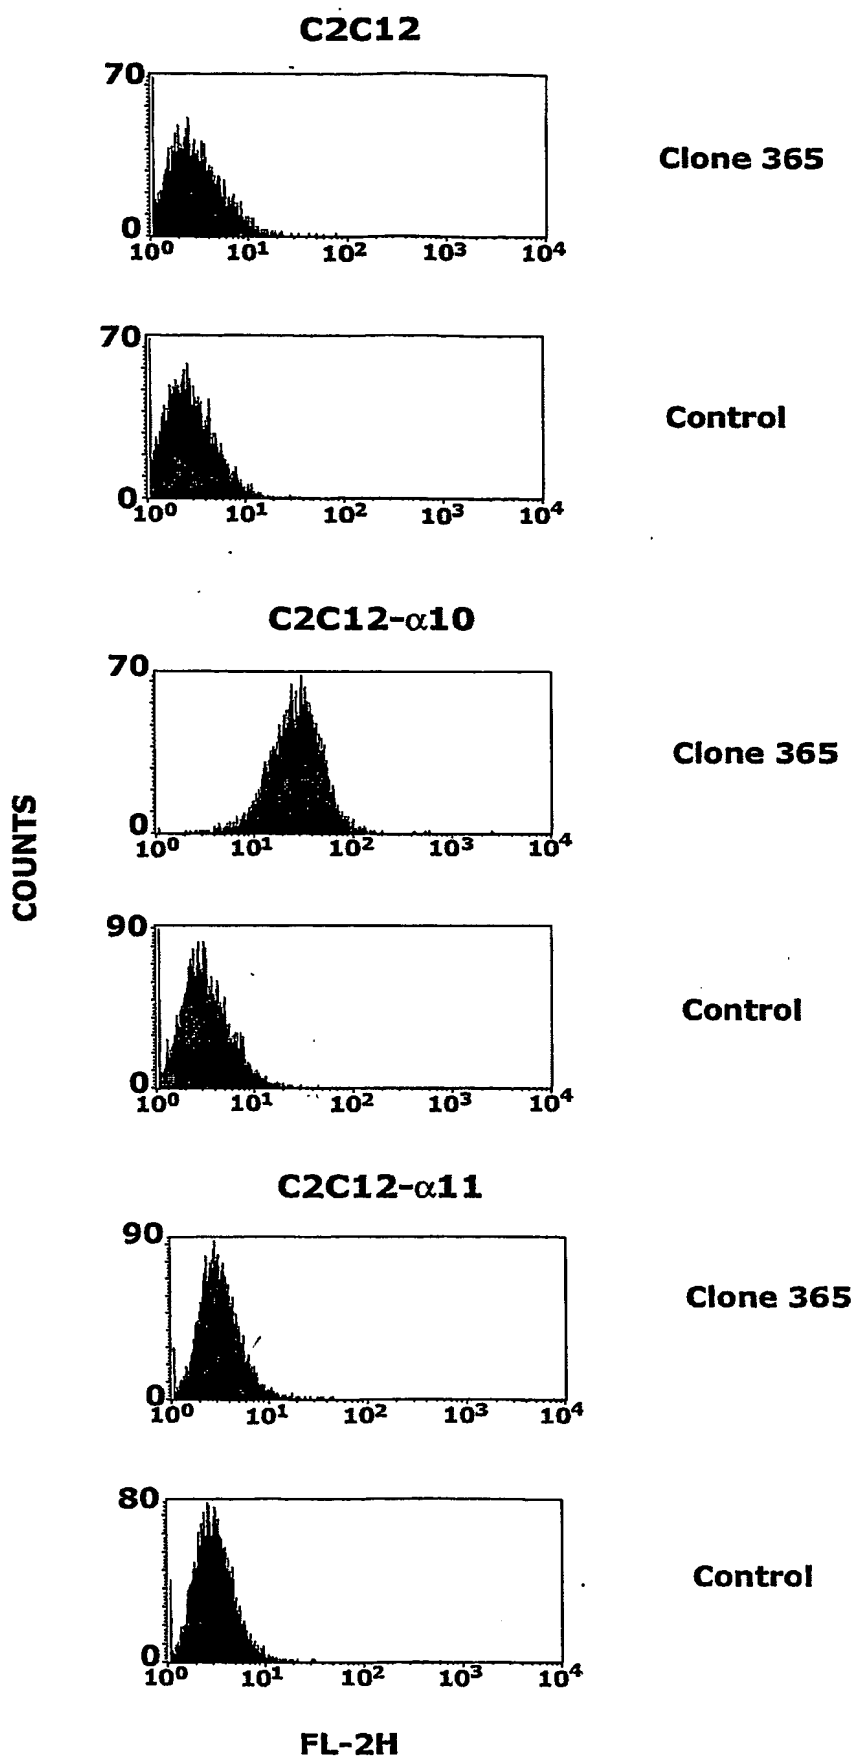 C2C12
70
Clone 365
0
10⁰ 10¹ 10² 10³ 10⁴
70
Control
0
10⁰ 10¹ 10² 10³ 10⁴
C2C12-α10
70
Clone 365
0
10⁰ 10¹ 10² 10³ 10⁴
COUNTS
90
Control
0
10⁰ 10¹ 10² 10³ 10⁴
C2C12-α11
90
Clone 365
0
10⁰ 10¹ 10² 10³ 10⁴
80
Control
0
10⁰ 10¹ 10² 10³ 10⁴
FL-2H